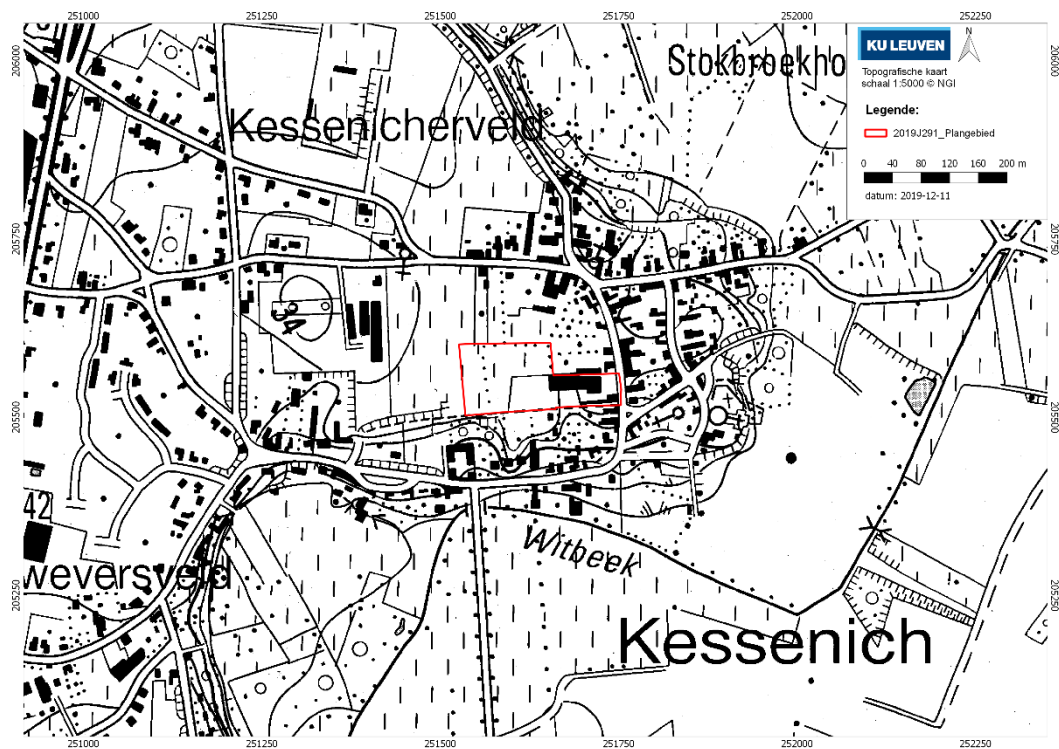 251000 251250 251500 251750 252000 252250
206000
206000
Stokbroekho
KU LEUVEN
N
Topografische kaart
schaal 1:5000 © NGI
Legende:
2019J291_Plangebied
0 40 80 120 160 200 m
datum: 2019-12-11
Kessenicherveld
205750
205750
34
205500
205500
42
weversveld
Witbeek
205250
205250
Kessenich
251000 251250 251500 251750 252000 252250